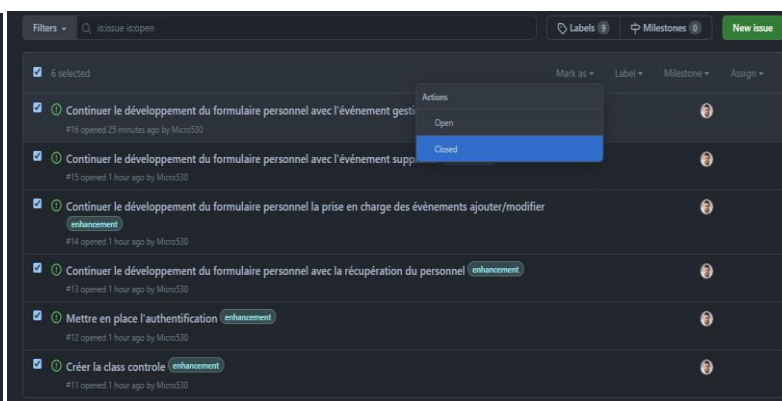 Filters
is:issue is:open
Labels 9
Milestones 0
New issue
6 selected
Mark as
Label
Milestone
Assign
Actions
Open
Closed
Continuer le développement du formulaire personnel avec l'événement gesti
#16 opened 25 minutes ago by Micro530
Continuer le développement du formulaire personnel avec l'événement supp
#15 opened 1 hour ago by Micro530
Continuer le développement du formulaire personnel la prise en charge des évènements ajouter/modifier
enhancement
#14 opened 1 hour ago by Micro530
Continuer le développement du formulaire personnel avec la récupération du personnel enhancement
#13 opened 1 hour ago by Micro530
Mettre en place l'authentification enhancement
#12 opened 1 hour ago by Micro530
Créer la class controle enhancement
#11 opened 1 hour ago by Micro530